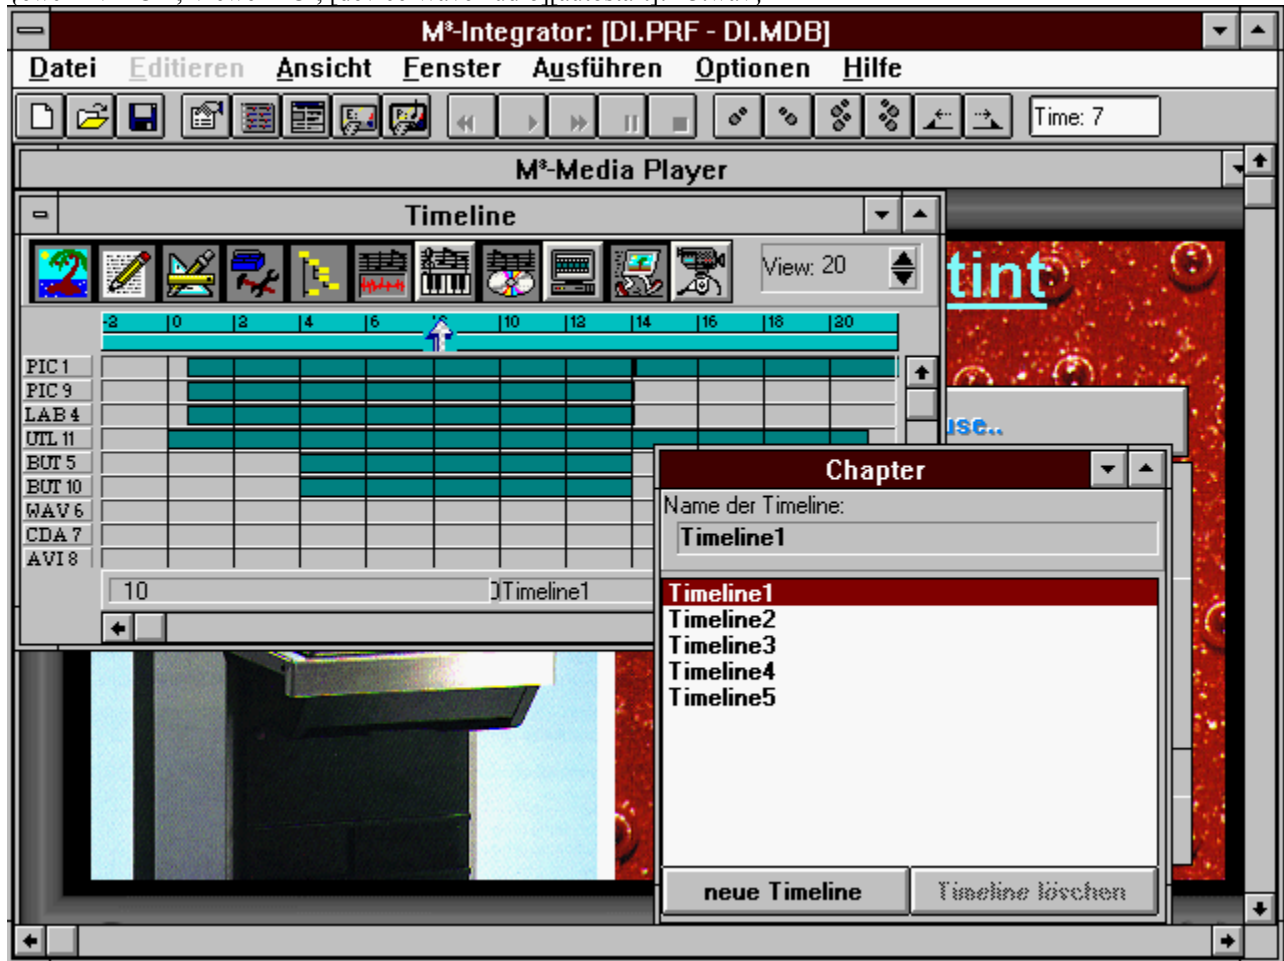 M³-Integrator: [DI.PRF - DI.MDB]
Datei Editieren Ansicht Fenster Ausführen Optionen Hilfe
Time: 7
M³-Media Player
Timeline
View: 20
tint
-2 0 2 4 6 10 12 14 16 18 20
PIC 1
PIC 9
LAB 4
UTL 11
BUT 5
BUT 10
WAV 6
CDA 7
AVI 8
10 Timeline1
use..
Chapter
Name der Timeline:
Timeline1
Timeline1
Timeline2
Timeline3
Timeline4
Timeline5
neue Timeline Timeline löschen